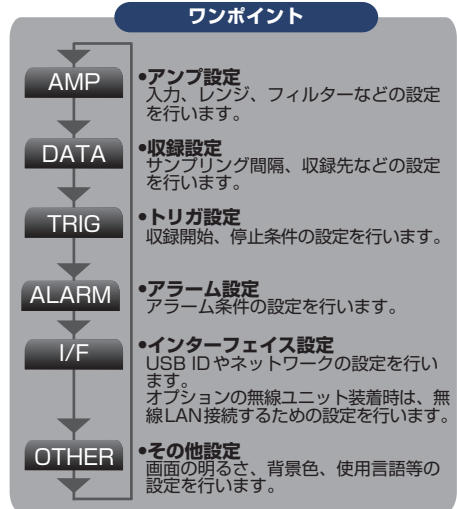 ワンポイント
AMP
•アンプ設定
入力、レンジ、フィルターなどの設定
を行います。
DATA
•収録設定
サンプリング間隔、収録先などの設定
を行います。
TRIG
•トリガ設定
収録開始、停止条件の設定を行います。
ALARM
•アラーム設定
アラーム条件の設定を行います。
I/F
•インターフェイス設定
USB IDやネットワークの設定を行い
ます。
オプションの無線ユニット装着時は、無
線LAN接続するための設定を行います。
OTHER
•その他設定
画面の明るさ、背景色、使用言語等の
設定を行います。